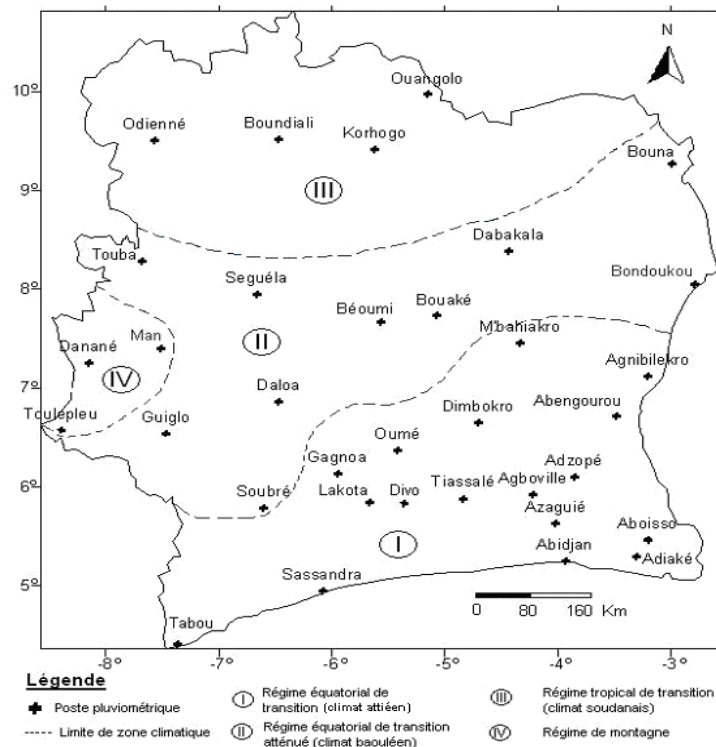 N
Ouangolo
10°
Odienné
Boundiali
Korhogo
Bouna
9°
III
Dabakala
Touba
Seguéla
8°
Bondoukou
Béoumi
Bouaké
M'bahiakro
II
Man
Danané
Agnibilekro
IV
7°
Daloa
Abengourou
Toulépleu
Guiglo
Dimbokro
Oumé
Gagnoa
Adzopé
6°
Soubré
Lakota
Divo
Tiassalé
Agboville
Azaguié
Aboisso
I
Abidjan
Adiaké
5°
Sassandra
0 80 160 Km
Tabou
-8° -7° -6° -5° -4° -3°
Légende
Poste pluviométrique
Limite de zone climatique
I Régime équatorial de
transition (climat attiéen)
II Régime équatorial de transition
atténué (climat baouléen)
III Régime tropical de transition
(climat soudanais)
IV Régime de montagne